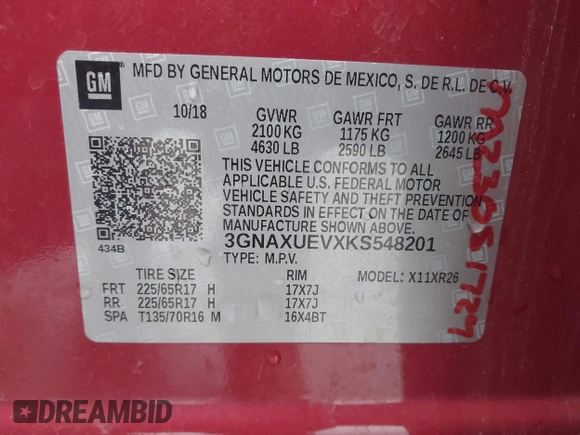 GM
MFD BY GENERAL MOTORS DE MEXICO, S. DE R.L. DE C.V.
10/18 GVWR GAWR FRT GAWR RR
2100 KG 1175 KG 1200 KG
4630 LB 2590 LB 2645 LB
THIS VEHICLE CONFORMS TO ALL
APPLICABLE U.S. FEDERAL MOTOR
VEHICLE SAFETY AND THEFT PREVENTION
STANDARDS IN EFFECT ON THE DATE OF
MANUFACTURE SHOWN ABOVE.
434B 3GNAXUEVXKS548201
TYPE: M.P.V. MODEL: X11XR26
TIRE SIZE RIM
FRT 225/65R17 H 17X7J
RR 225/65R17 H 17X7J
SPA T135/70R16 M 16X4BT
DREAMBID